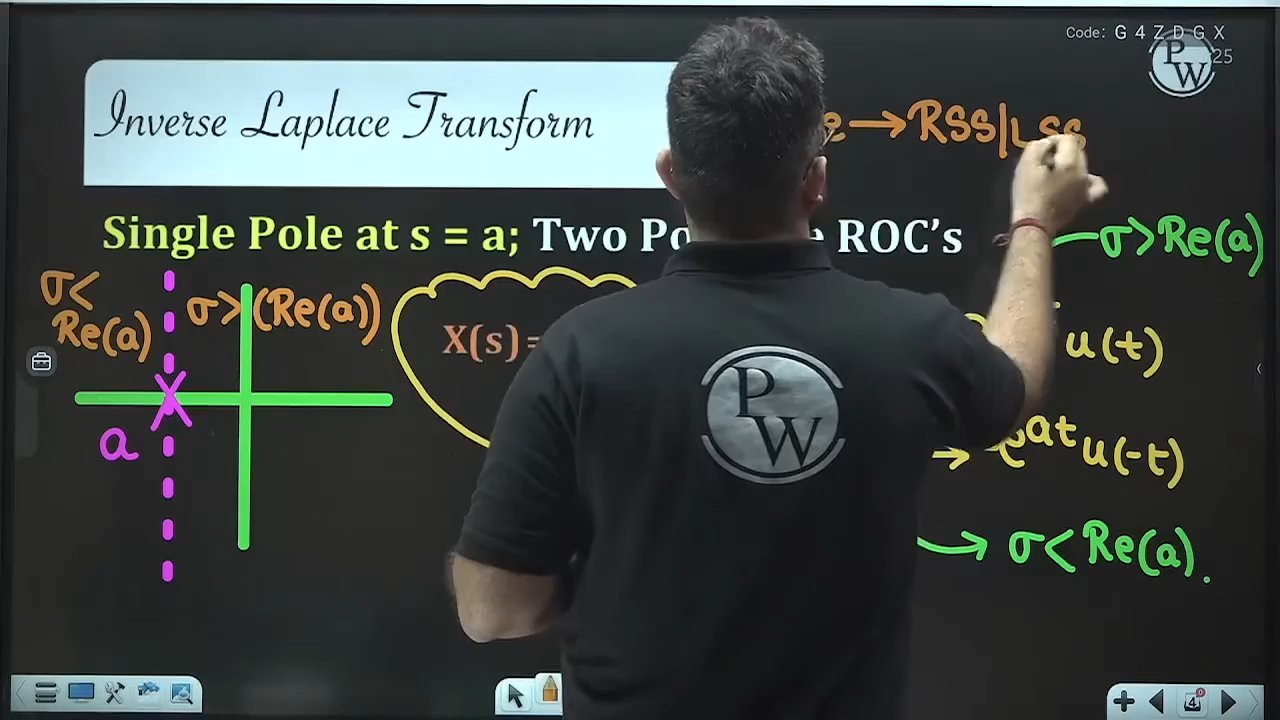 Code: G 4 Z D G X
PW 25
Inverse Laplace Transform
e → RSS|LSS
Single Pole at s = a; Two Po e ROC's
σ>Re(a)
σ<
Re(a)
σ>(Re(a))
X(s)=
u(t)
a
→ e^at u(-t)
→ σ<Re(a).
PW